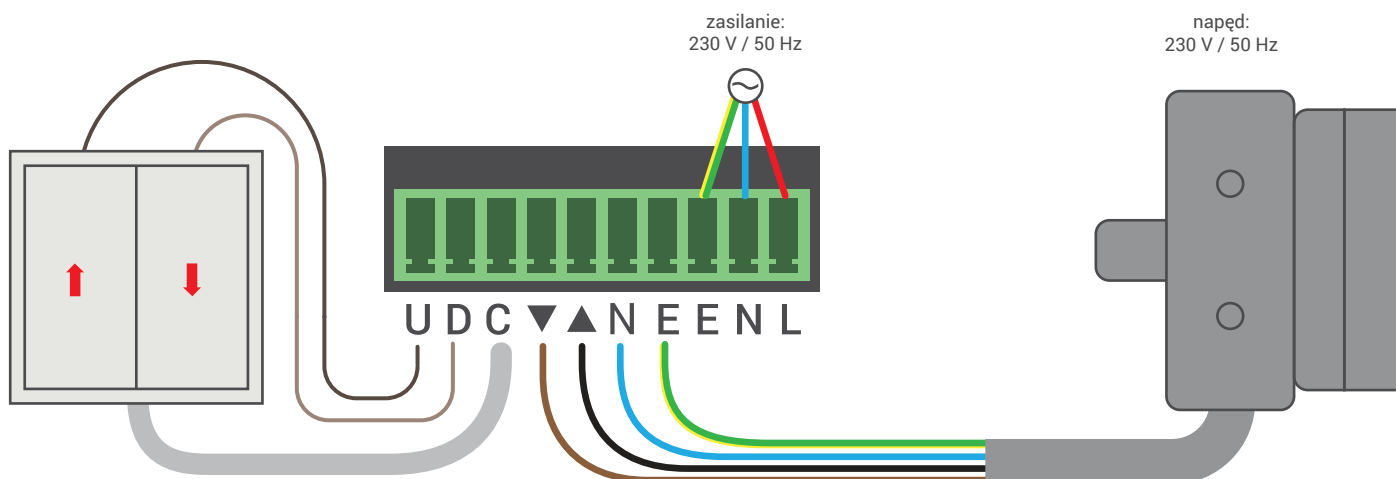 zasilanie:
230 V / 50 Hz
napęd:
230 V / 50 Hz
U D C ▼ ▲ N E E N L